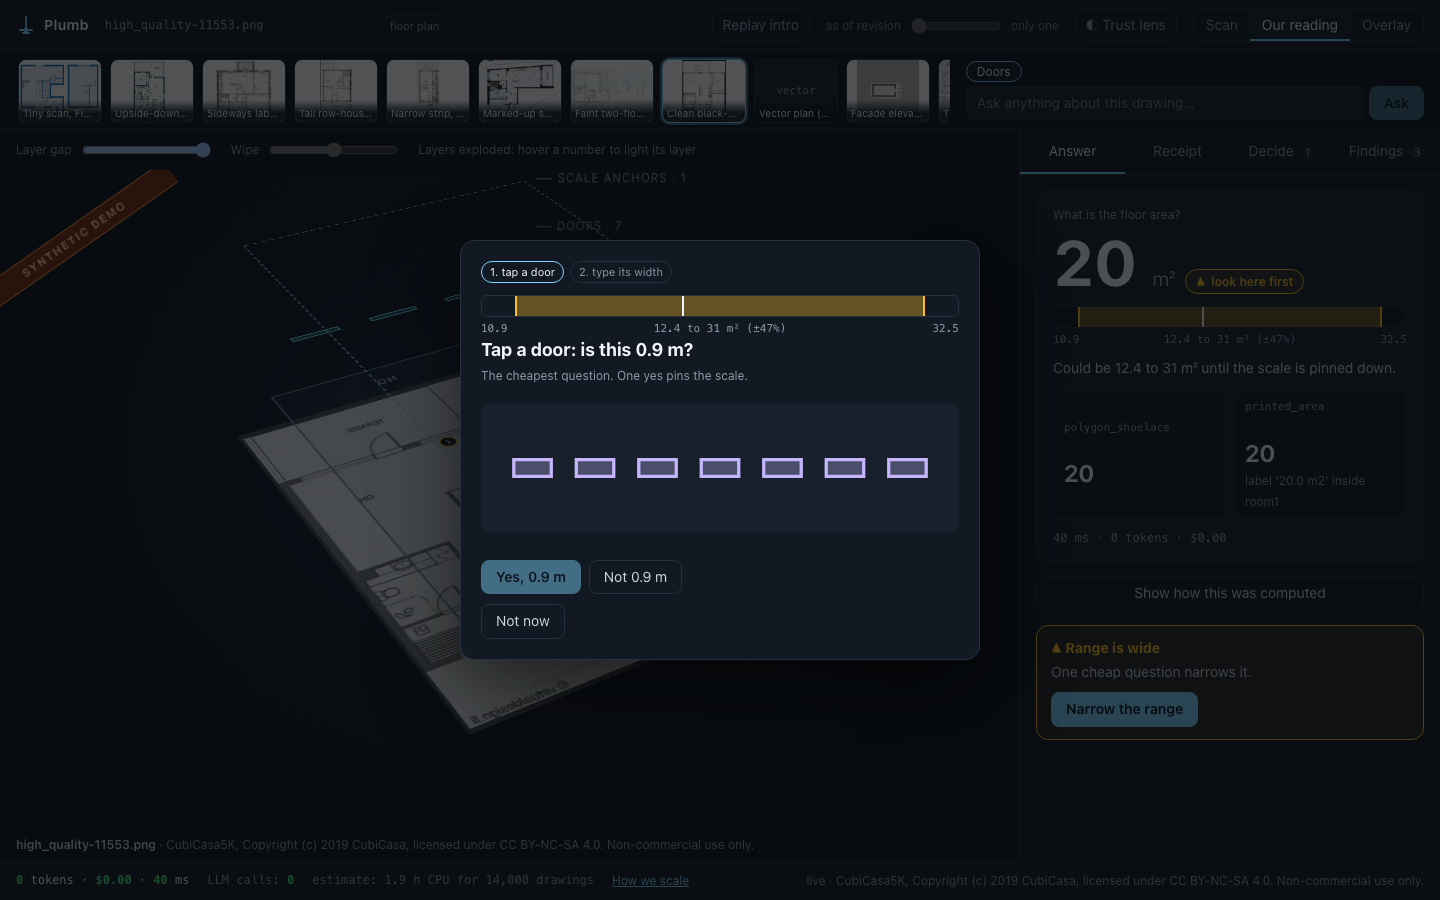 Plumb high_quality-11553.png floor plan Replay intro as of revision only one Trust lens Scan Our reading Overlay
Tiny scan, Fl... Upside-down... Sideways lab... Tall row-hous... Narrow strip, ... Marked-up s... Faint two-flo... Clean black-... vector Vector plan (... Facade eleva...
Doors
Ask anything about this drawing... Ask
Layer gap Wipe Layers exploded: hover a number to light its layer
Answer Receipt Decide 1 Findings 3
SCALE ANCHORS · 1
DOORS · 7
SYNTHETIC DEMO
1. tap a door 2. type its width
10.9 12.4 to 31 m² (±47%) 32.5
Tap a door: is this 0.9 m?
The cheapest question. One yes pins the scale.
Yes, 0.9 m Not 0.9 m
Not now
What is the floor area?
20 m² look here first
10.9 12.4 to 31 m² (±47%) 32.5
Could be 12.4 to 31 m² until the scale is pinned down.
polygon_shoelace
20
printed_area
20
label '20.0 m2' inside
room1
40 ms · 0 tokens · $0.00
Show how this was computed
Range is wide
One cheap question narrows it.
Narrow the range
high_quality-11553.png · CubiCasa5K, Copyright (c) 2019 CubiCasa, licensed under CC BY-NC-SA 4.0. Non-commercial use only.
0 tokens · $0.00 · 40 ms LLM calls: 0 estimate: 1.9 h CPU for 14,000 drawings How we scale live · CubiCasa5K, Copyright (c) 2019 CubiCasa, licensed under CC BY-NC-SA 4.0. Non-commercial use only.